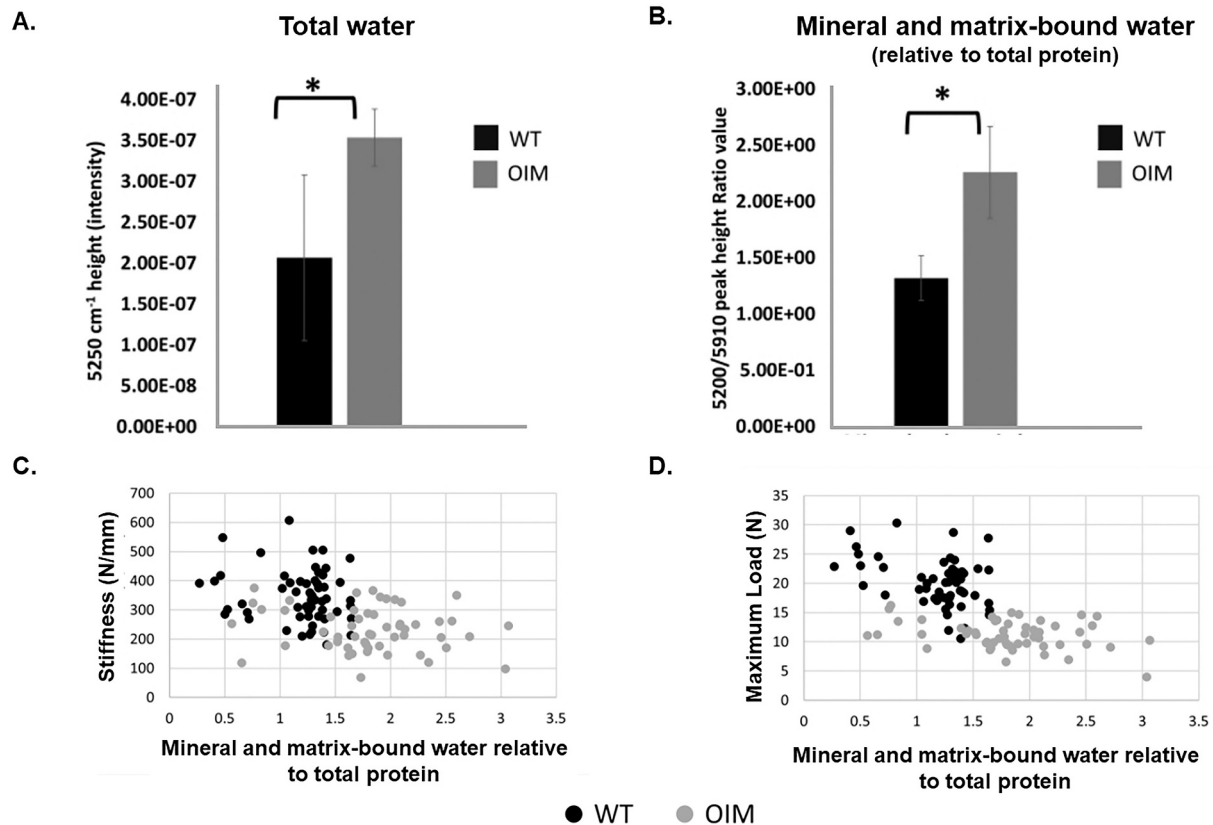 A.
Total water
5250 cm⁻¹ height (intensity)
4.00E-07
3.50E-07
3.00E-07
2.50E-07
2.00E-07
1.50E-07
1.00E-07
5.00E-08
0.00E+00
*
WT
OIM
B.
Mineral and matrix-bound water
(relative to total protein)
5200/5910 peak height Ratio value
3.00E+00
2.50E+00
2.00E+00
1.50E+00
1.00E+00
5.00E-01
0.00E+00
*
WT
OIM
C.
Stiffness (N/mm)
700
600
500
400
300
200
100
0
0 0.5 1 1.5 2 2.5 3 3.5
Mineral and matrix-bound water relative
to total protein
D.
Maximum Load (N)
35
30
25
20
15
10
5
0
0 0.5 1 1.5 2 2.5 3 3.5
Mineral and matrix-bound water relative
to total protein
WT OIM